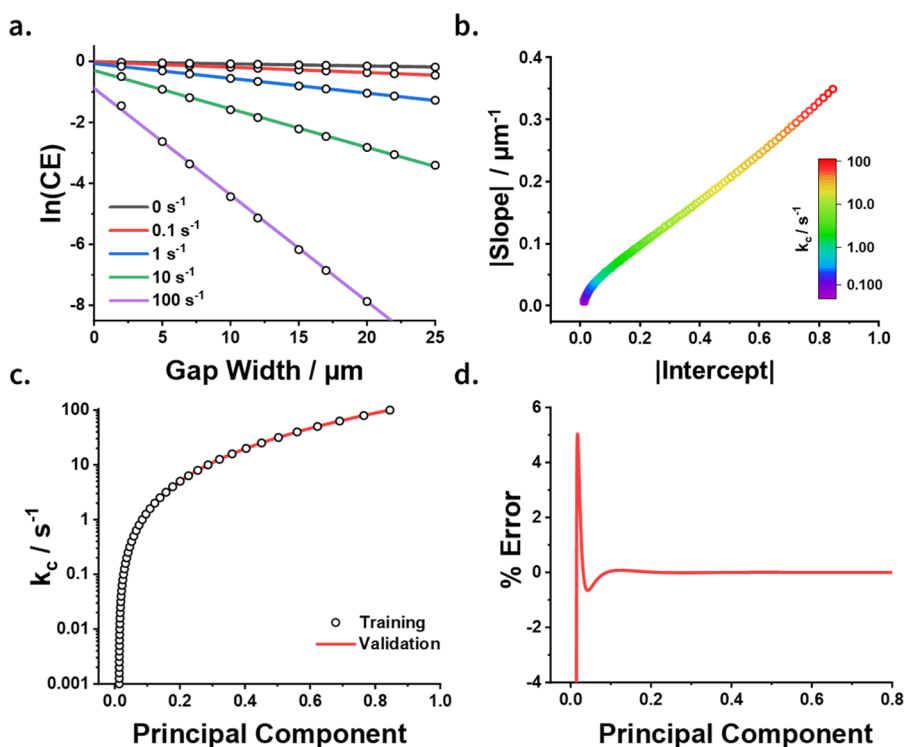 a.
ln(CE)
0
-2
-4
-6
-8
0 s⁻¹
0.1 s⁻¹
1 s⁻¹
10 s⁻¹
100 s⁻¹
0 5 10 15 20 25
Gap Width / µm
b.
|Slope| / µm⁻¹
0.4
0.3
0.2
0.1
0.0
k꜀ / s⁻¹
100
10.0
1.00
0.100
0.0 0.2 0.4 0.6 0.8 1.0
|Intercept|
c.
k꜀ / s⁻¹
100
10
1
0.1
0.01
0.001
Training
Validation
0.0 0.2 0.4 0.6 0.8 1.0
Principal Component
d.
% Error
6
4
2
0
-2
-4
0.0 0.2 0.4 0.6 0.8
Principal Component